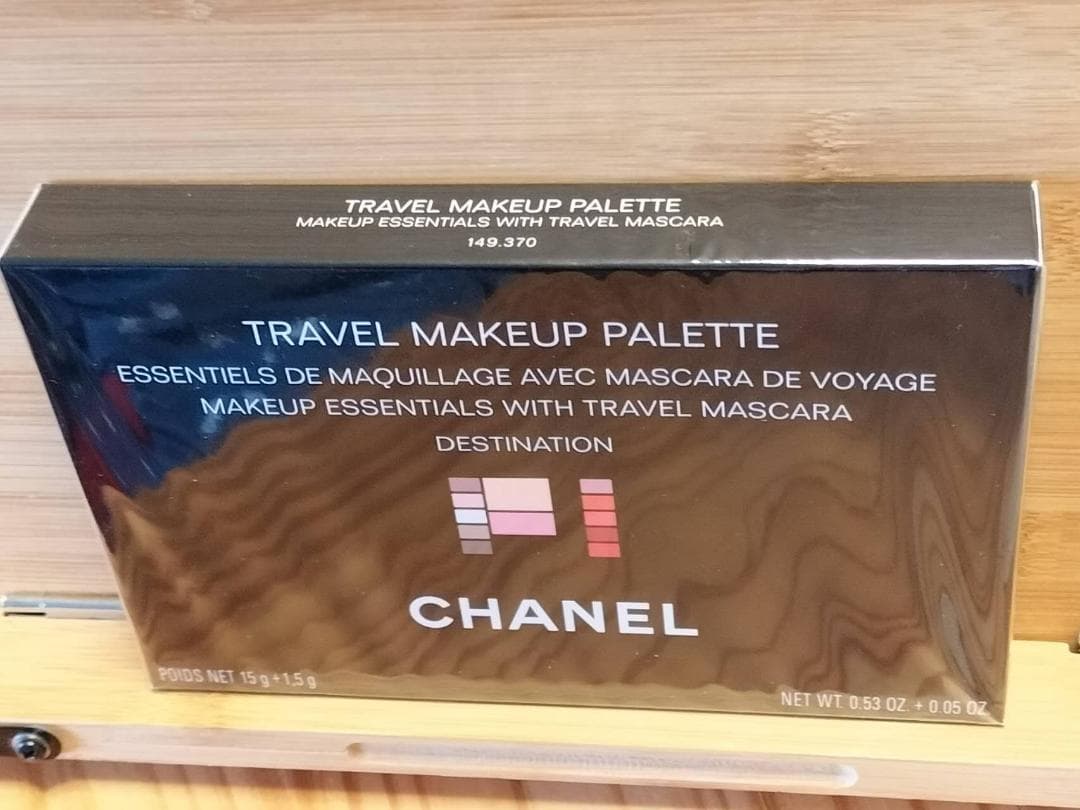 TRAVEL MAKEUP PALETTE
MAKEUP ESSENTIALS WITH TRAVEL MASCARA
149.370
TRAVEL MAKEUP PALETTE
ESSENTIELS DE MAQUILLAGE AVEC MASCARA DE VOYAGE
MAKEUP ESSENTIALS WITH TRAVEL MASCARA
DESTINATION
CHANEL
POIDS NET 15 g + 1,5 g
NET WT. 0.53 OZ. + 0.05 OZ